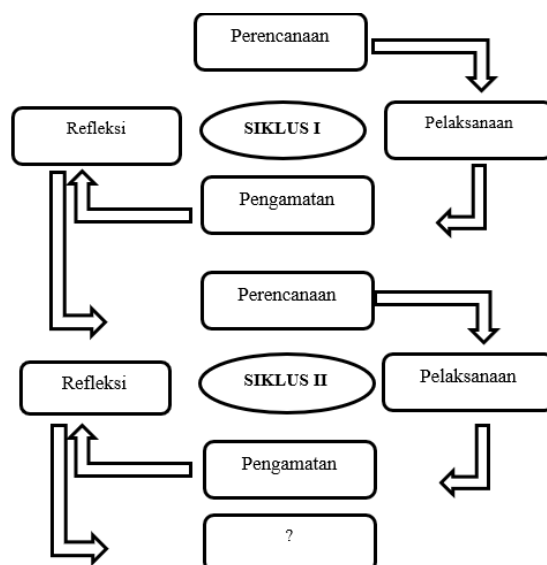 Perencanaan
Refleksi
SIKLUS I
Pelaksanaan
Pengamatan
Perencanaan
Refleksi
SIKLUS II
Pelaksanaan
Pengamatan
?